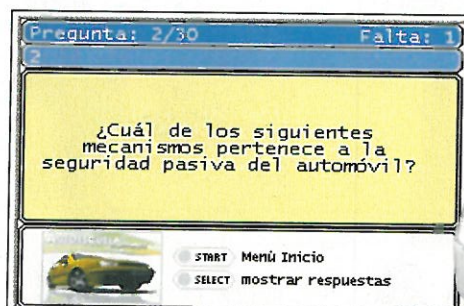 Pregunta: 2/30 Falta: 1
2
¿Cuál de los siguientes
mecanismos pertenece a la
seguridad pasiva del automóvil?
START Menú Inicio
SELECT mostrar respuestas